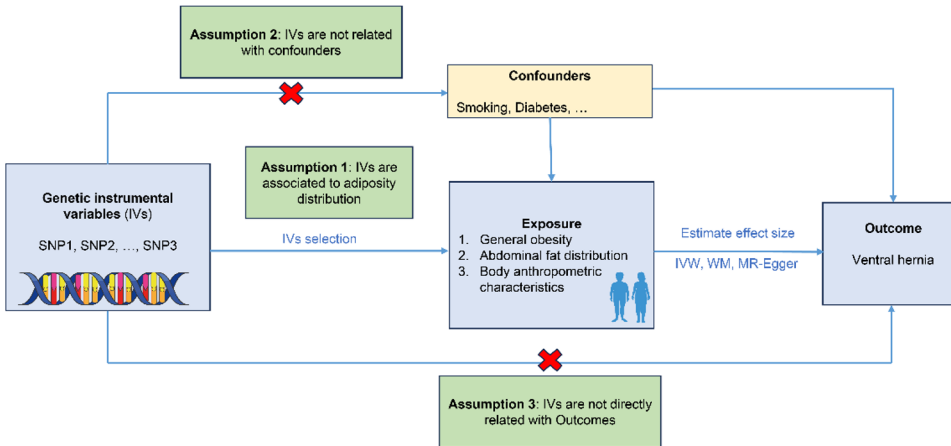 Assumption 2: IVs are not related
with confounders
Confounders
Smoking, Diabetes, …
Assumption 1: IVs are
associated to adiposity
distribution
Genetic instrumental
variables (IVs)
SNP1, SNP2, …, SNP3
IVs selection
Exposure
1. General obesity
2. Abdominal fat distribution
3. Body anthropometric
characteristics
Estimate effect size
IVW, WM, MR-Egger
Outcome
Ventral hernia
Assumption 3: IVs are not directly
related with Outcomes